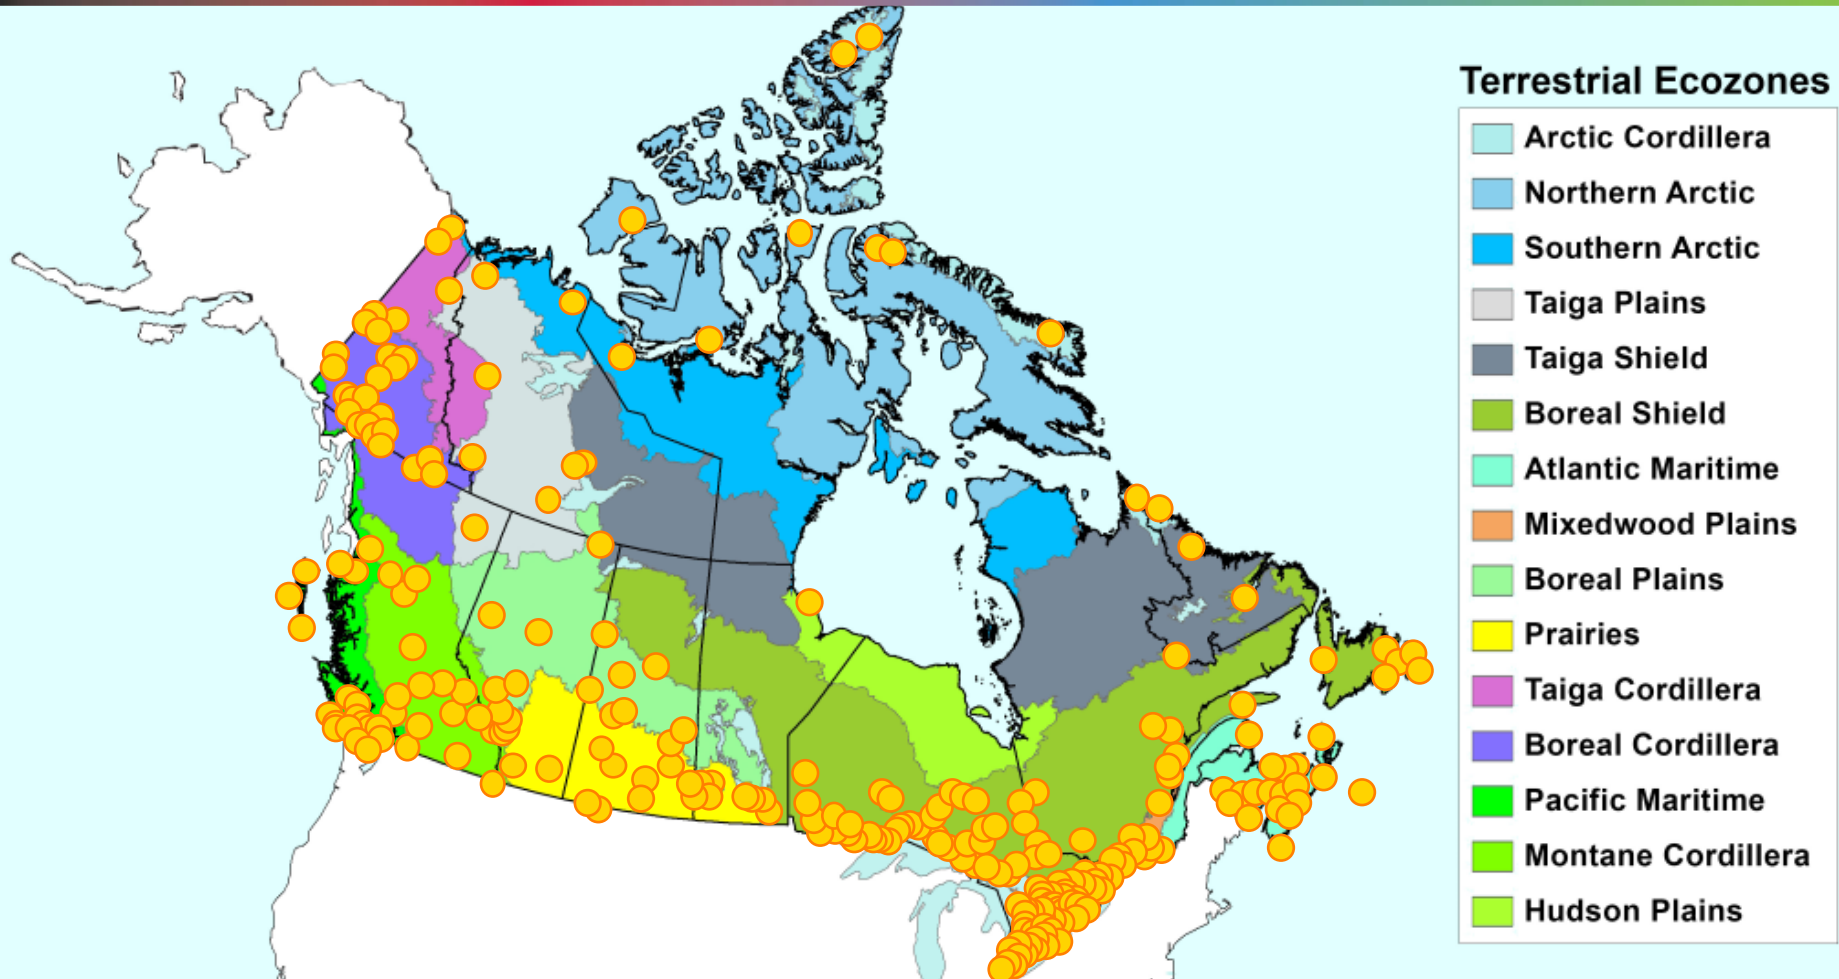 Terrestrial Ecozones
Arctic Cordillera
Northern Arctic
Southern Arctic
Taiga Plains
Taiga Shield
Boreal Shield
Atlantic Maritime
Mixedwood Plains
Boreal Plains
Prairies
Taiga Cordillera
Boreal Cordillera
Pacific Maritime
Montane Cordillera
Hudson Plains